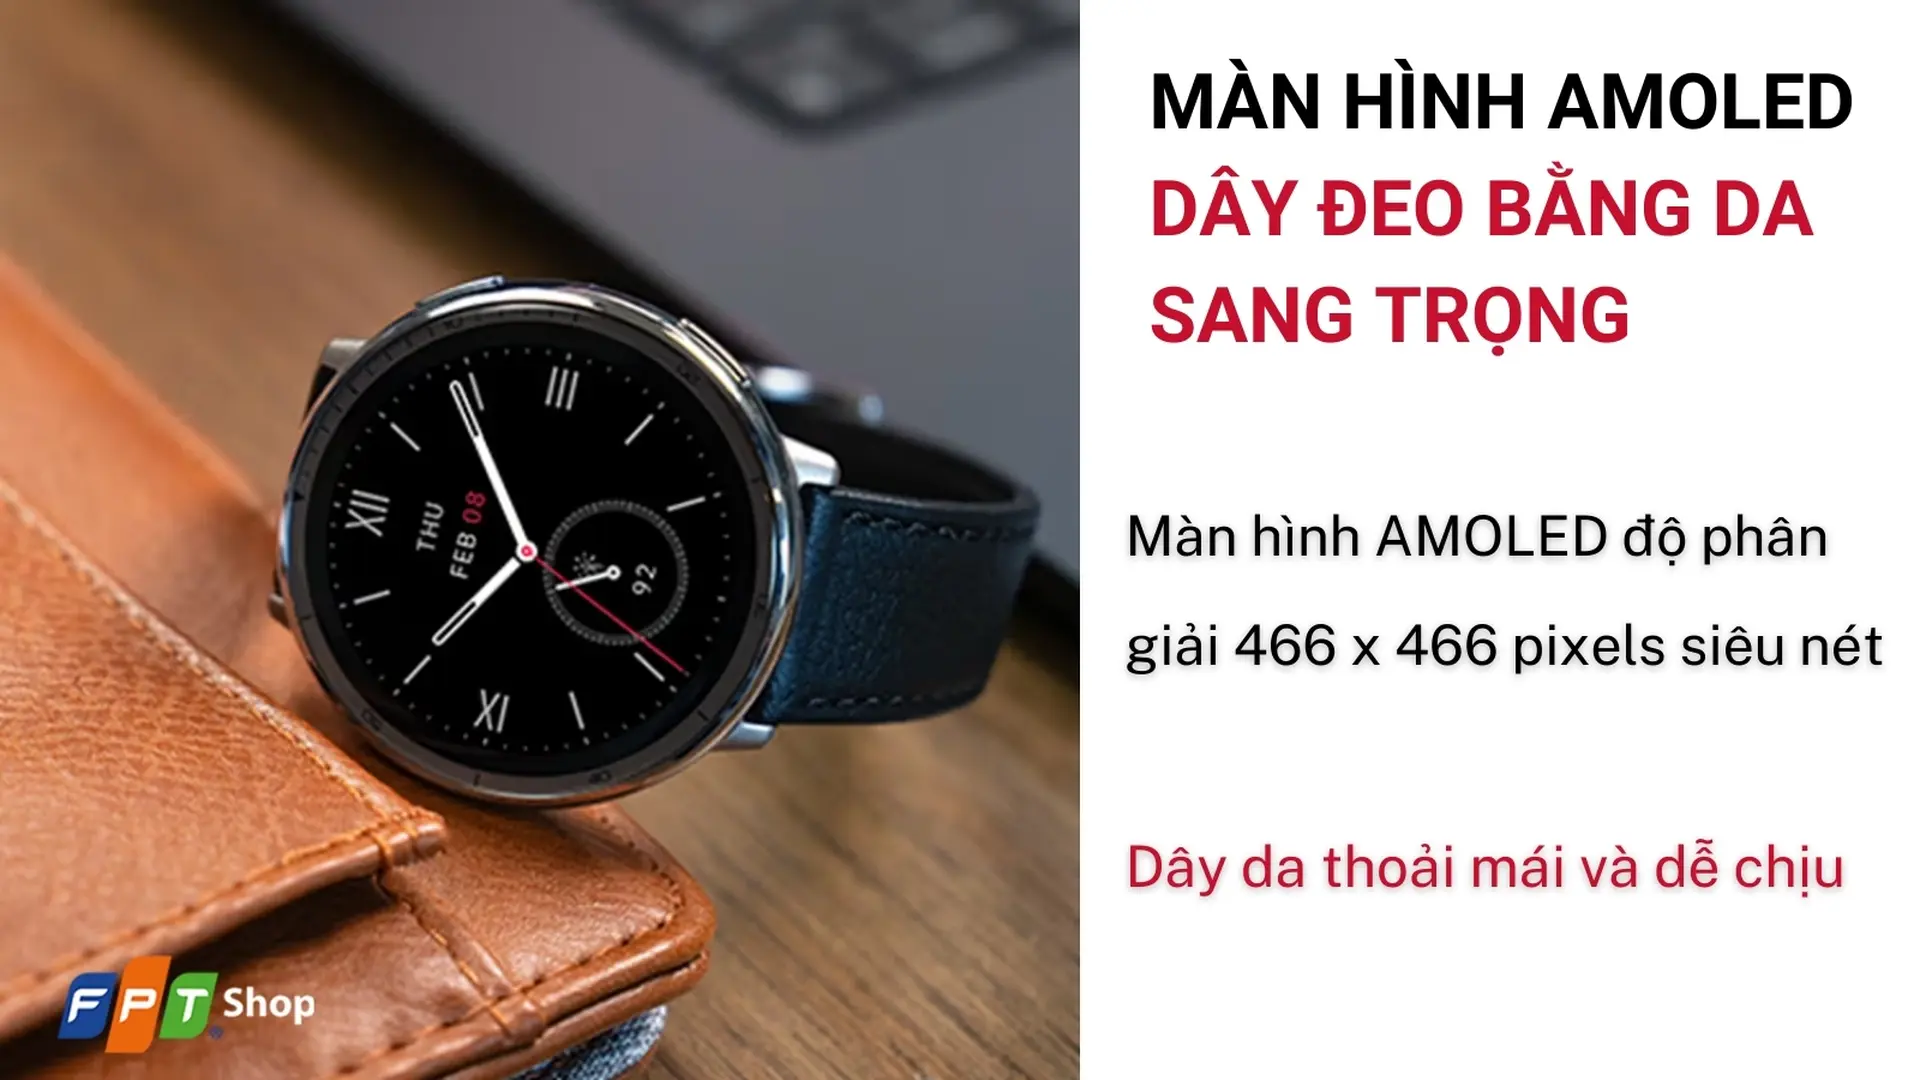 MÀN HÌNH AMOLED
DÂY ĐEO BẰNG DA
SANG TRỌNG
Màn hình AMOLED độ phân
giải 466 x 466 pixels siêu nét
Dây da thoải mái và dễ chịu
III
XII
THU
FEB 08
92
XI
FPT Shop